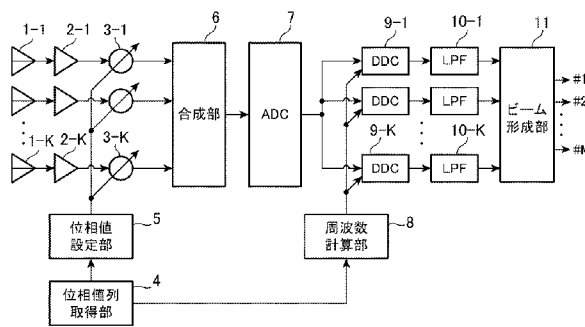 1-1
2-1
3-1
6
7
9-1
10-1
11
DDC
LPF
#1
DDC
LPF
#2
合成部
ADC
ビーム
形成部
1-K
2-K
3-K
9-K
10-K
DDC
LPF
#M
位相値
設定部
5
周波数
計算部
8
位相値列
取得部
4